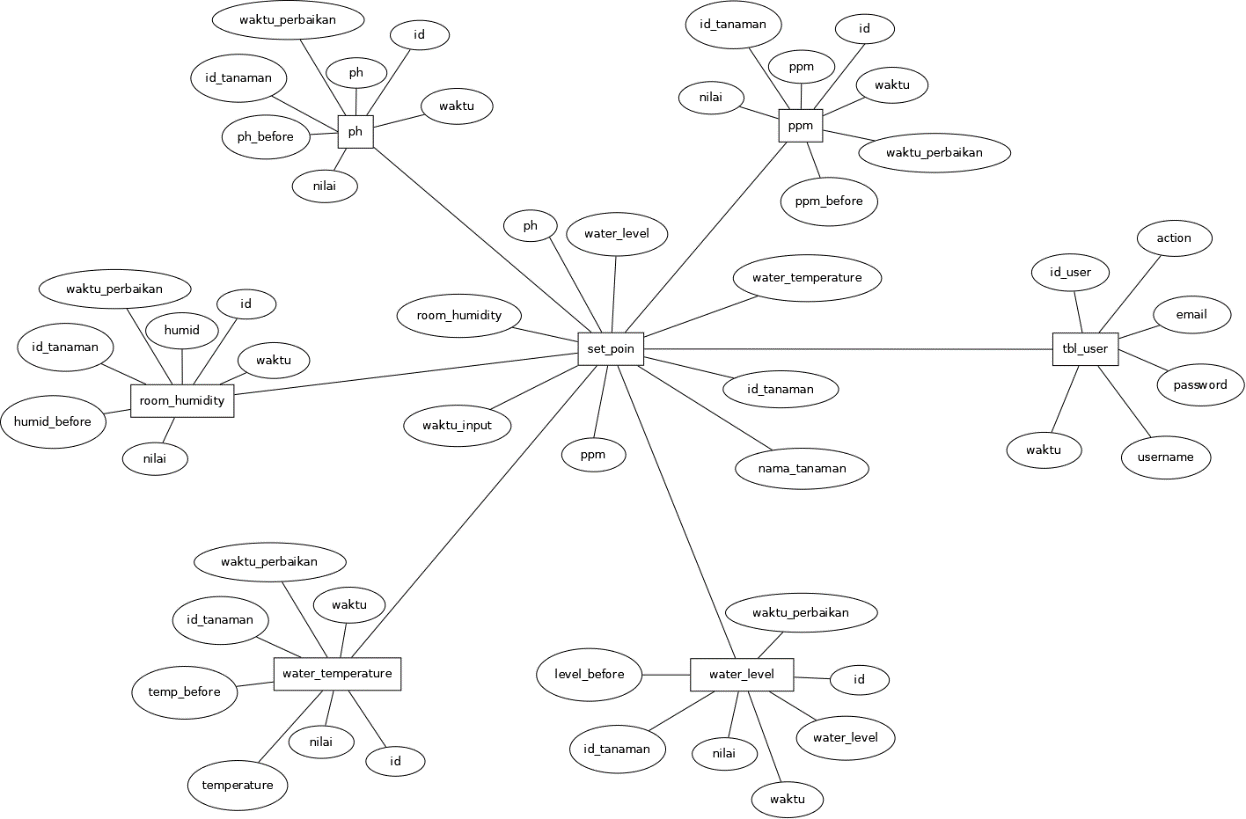 waktu_perbaikan
id
id_tanaman
ph
waktu
ph_before
ph
nilai
id_tanaman
id
ppm
nilai
waktu
ppm
waktu_perbaikan
ppm_before
ph
water_level
water_temperature
room_humidity
set_poin
id_tanaman
waktu_input
ppm
nama_tanaman
action
id_user
email
tbl_user
password
waktu
username
waktu_perbaikan
id
humid
id_tanaman
waktu
room_humidity
humid_before
nilai
waktu_perbaikan
waktu
id_tanaman
water_temperature
temp_before
nilai
id
temperature
waktu_perbaikan
level_before
water_level
id
water_level
id_tanaman
nilai
waktu